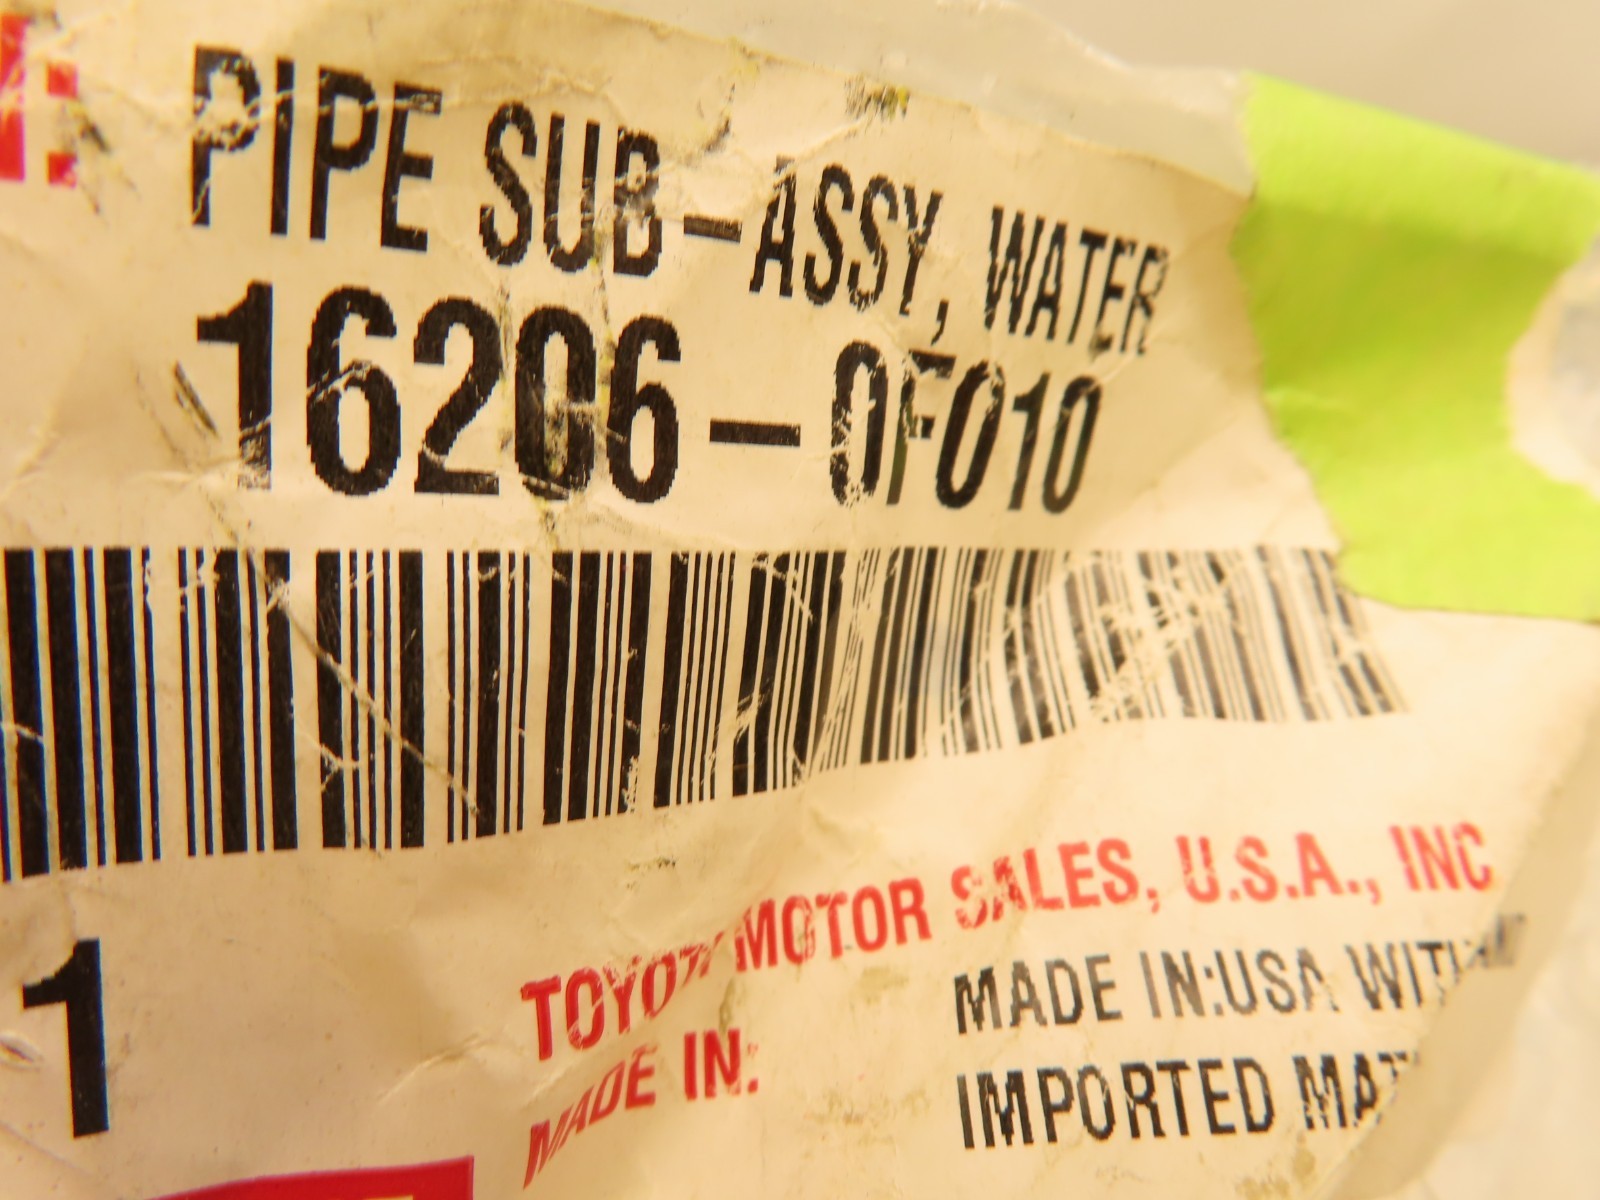 PIPE SUB-ASSY, WATER
16206-0F010
1
TOYOTA MOTOR SALES, U.S.A., INC
MADE IN:
MADE IN:USA
IMPORTED